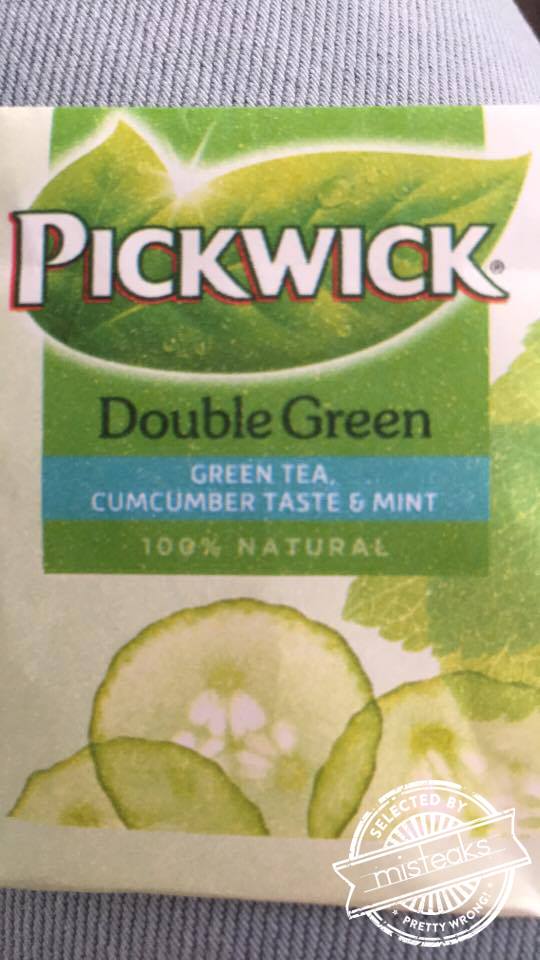 PICKWICK®
Double Green
GREEN TEA,
CUMCUMBER TASTE & MINT
100% NATURAL
SELECTED BY
misteaks
PRETTY WRONG!